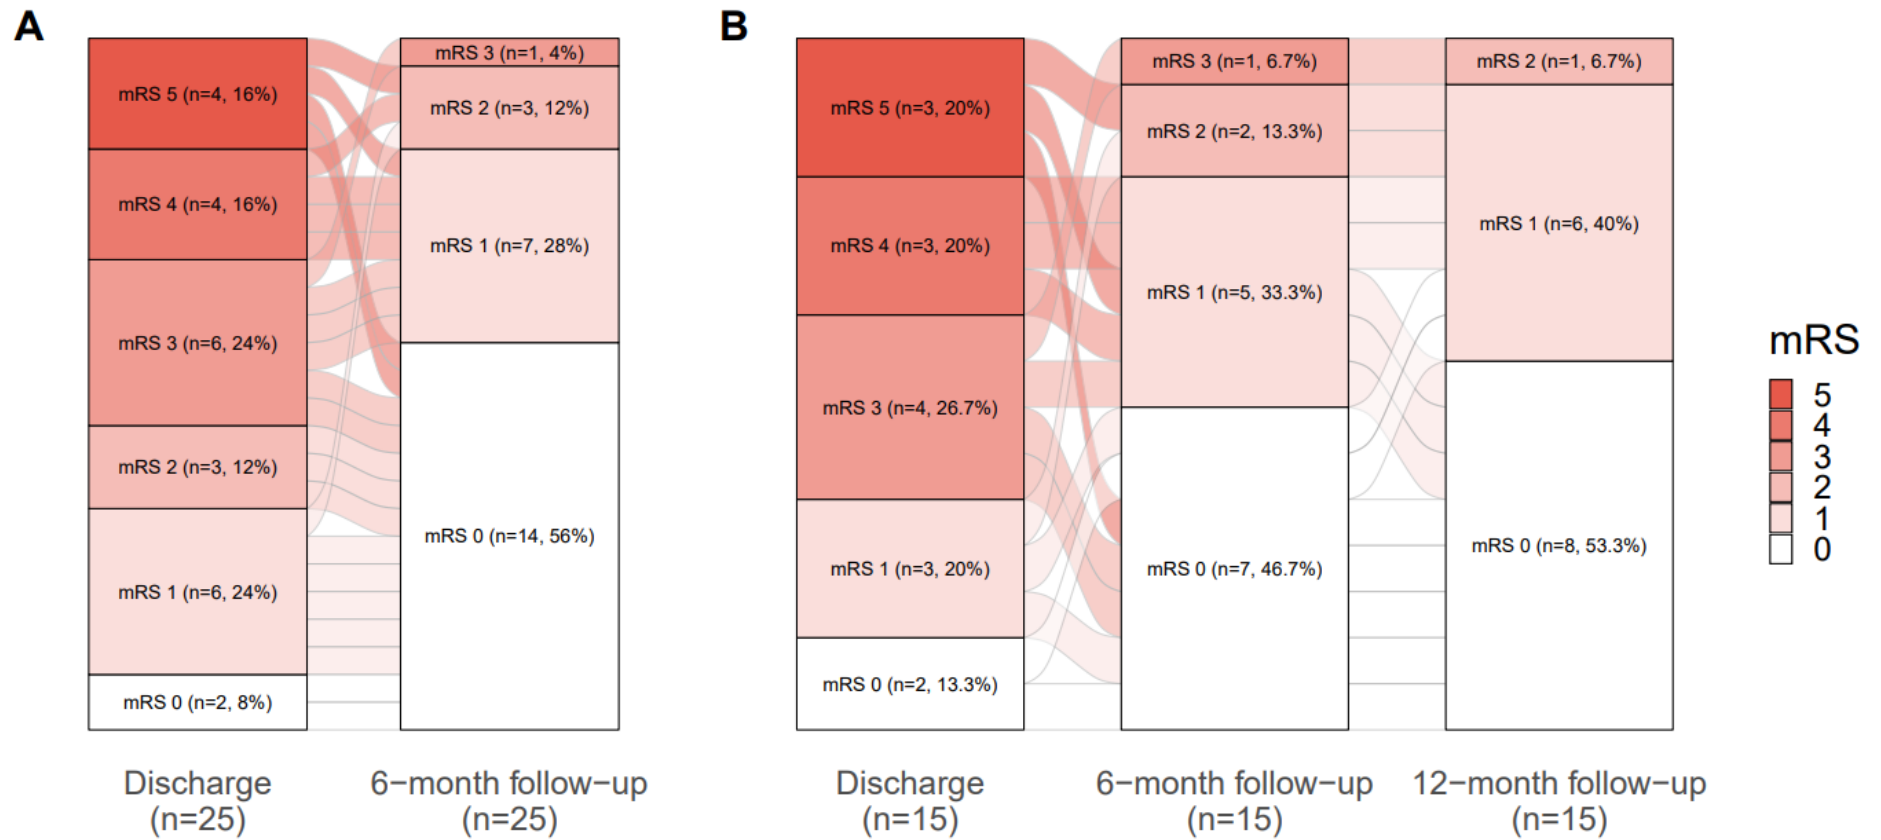 A
mRS 5 (n=4, 16%)
mRS 4 (n=4, 16%)
mRS 3 (n=6, 24%)
mRS 2 (n=3, 12%)
mRS 1 (n=6, 24%)
mRS 0 (n=2, 8%)
mRS 3 (n=1, 4%)
mRS 2 (n=3, 12%)
mRS 1 (n=7, 28%)
mRS 0 (n=14, 56%)
Discharge
(n=25)
6−month follow−up
(n=25)
B
mRS 5 (n=3, 20%)
mRS 4 (n=3, 20%)
mRS 3 (n=4, 26.7%)
mRS 1 (n=3, 20%)
mRS 0 (n=2, 13.3%)
mRS 3 (n=1, 6.7%)
mRS 2 (n=2, 13.3%)
mRS 1 (n=5, 33.3%)
mRS 0 (n=7, 46.7%)
mRS 2 (n=1, 6.7%)
mRS 1 (n=6, 40%)
mRS 0 (n=8, 53.3%)
Discharge
(n=15)
6−month follow−up
(n=15)
12−month follow−up
(n=15)
mRS
5
4
3
2
1
0